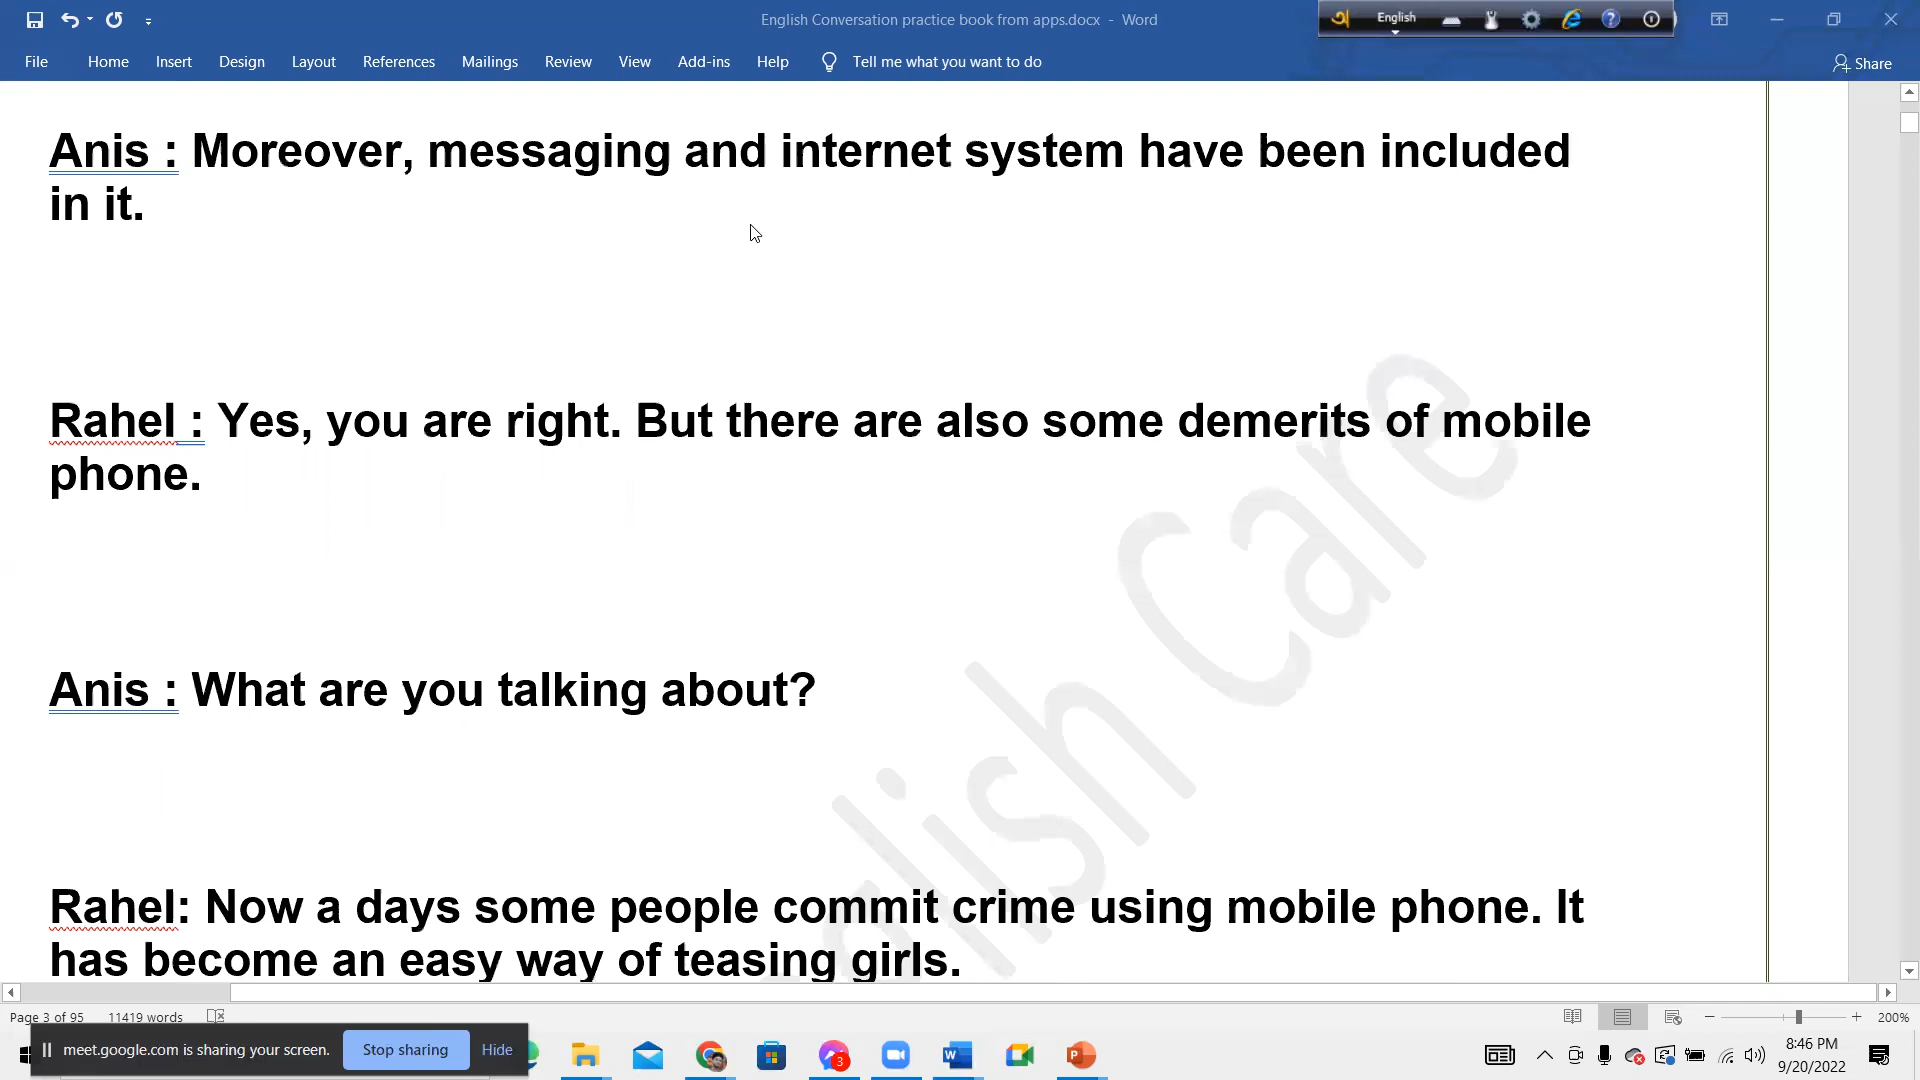 English Conversation practice book from apps.docx - Word
English
File Home Insert Design Layout References Mailings Review View Add-ins Help Tell me what you want to do
Share
Anis : Moreover, messaging and internet system have been included
in it.
Rahel : Yes, you are right. But there are also some demerits of mobile
phone.
Anis : What are you talking about?
Rahel: Now a days some people commit crime using mobile phone. It
has become an easy way of teasing girls.
glish Care
Page 3 of 95 11419 words
200%
meet.google.com is sharing your screen. Stop sharing Hide
3
8:46 PM
9/20/2022